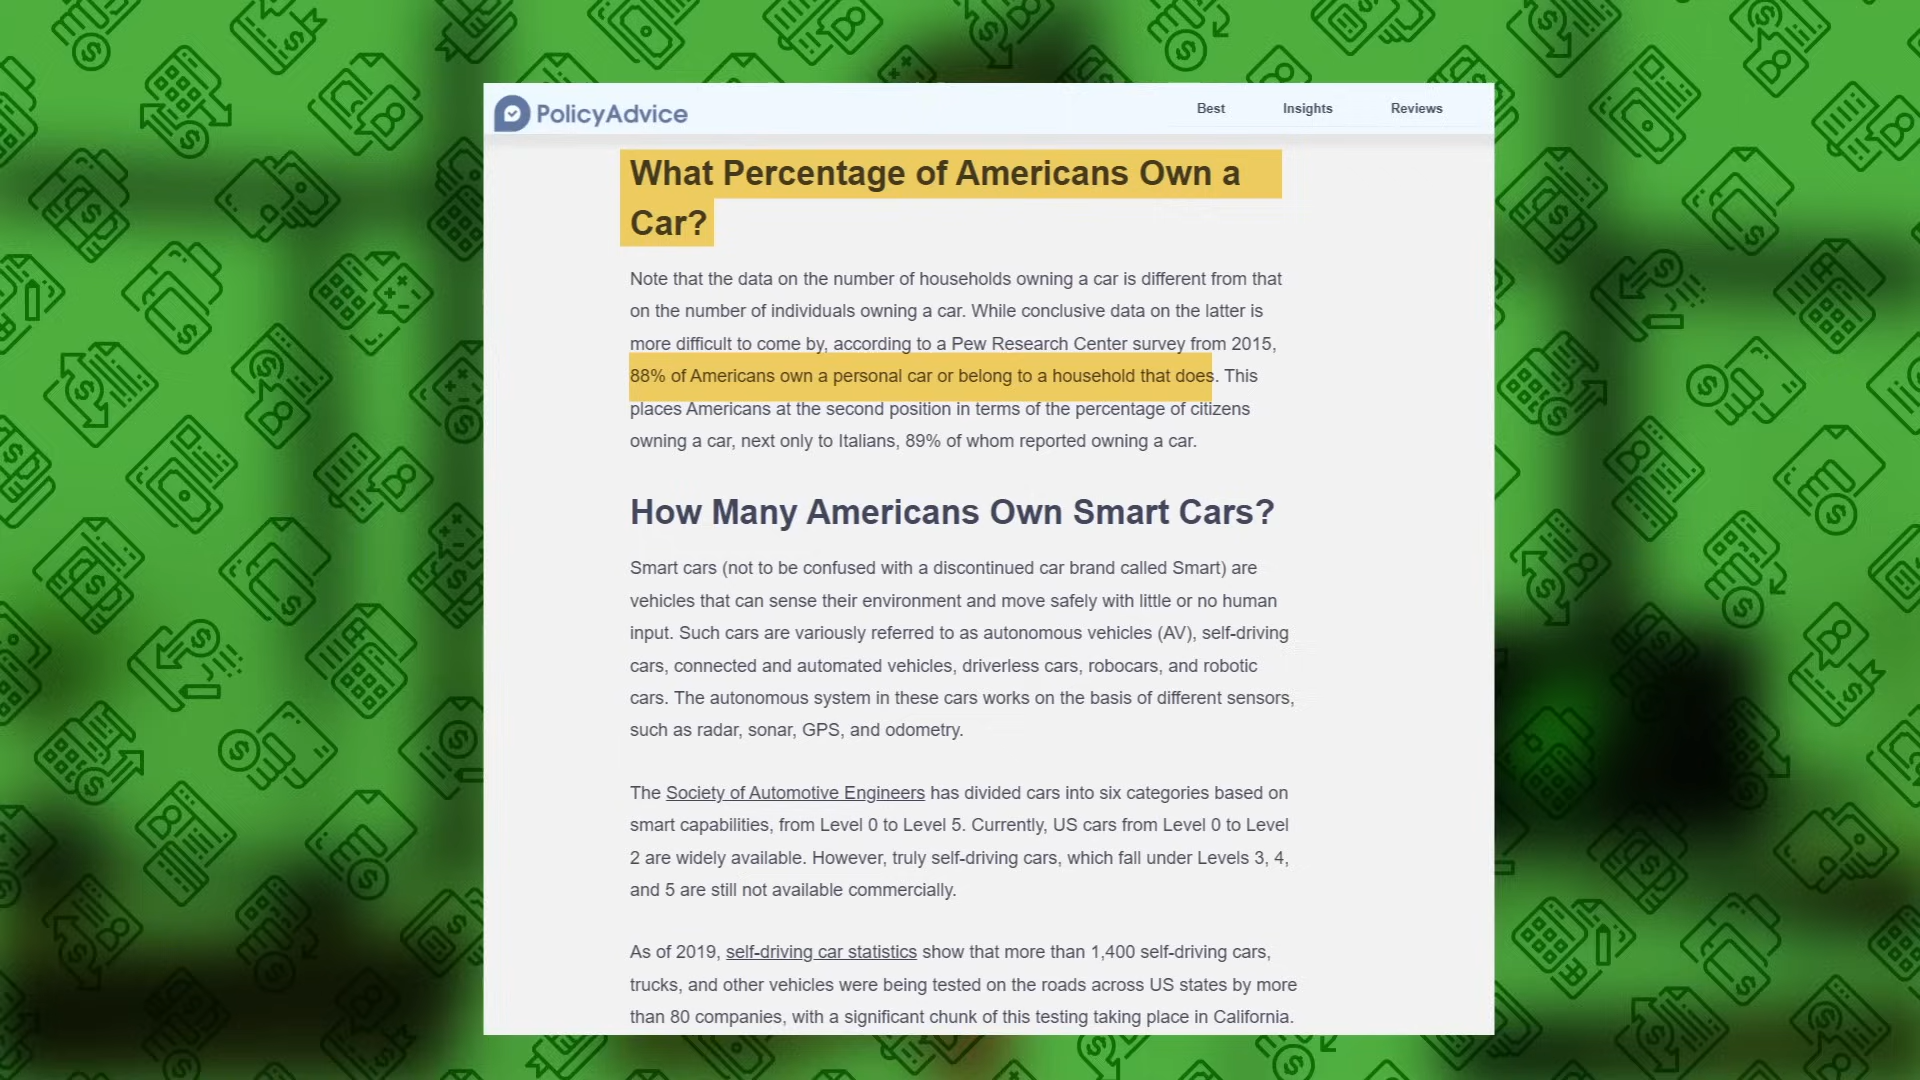 PolicyAdvice
Best Insights Reviews
What Percentage of Americans Own a
Car?
Note that the data on the number of households owning a car is different from that
on the number of individuals owning a car. While conclusive data on the latter is
more difficult to come by, according to a Pew Research Center survey from 2015,
88% of Americans own a personal car or belong to a household that does. This
places Americans at the second position in terms of the percentage of citizens
owning a car, next only to Italians, 89% of whom reported owning a car.
How Many Americans Own Smart Cars?
Smart cars (not to be confused with a discontinued car brand called Smart) are
vehicles that can sense their environment and move safely with little or no human
input. Such cars are variously referred to as autonomous vehicles (AV), self-driving
cars, connected and automated vehicles, driverless cars, robocars, and robotic
cars. The autonomous system in these cars works on the basis of different sensors,
such as radar, sonar, GPS, and odometry.
The Society of Automotive Engineers has divided cars into six categories based on
smart capabilities, from Level 0 to Level 5. Currently, US cars from Level 0 to Level
2 are widely available. However, truly self-driving cars, which fall under Levels 3, 4,
and 5 are still not available commercially.
As of 2019, self-driving car statistics show that more than 1,400 self-driving cars,
trucks, and other vehicles were being tested on the roads across US states by more
than 80 companies, with a significant chunk of this testing taking place in California.